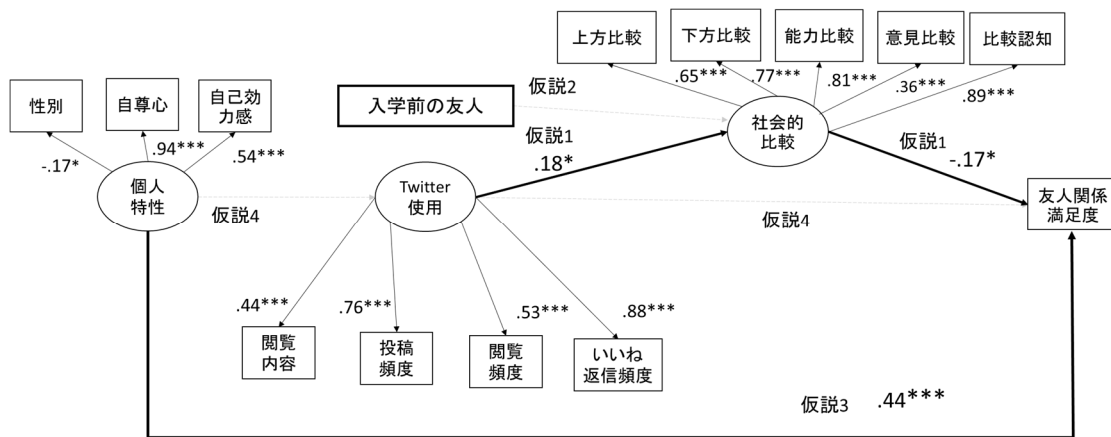 上方比較
下方比較
能力比較
意見比較
比較認知
.65***
.77***
.81***
.36***
.89***
性別
自尊心
自己効
力感
-.17*
.94***
.54***
個人
特性
入学前の友人
仮説2
社会的
比較
仮説1
.18*
仮説1
-.17*
仮説4
Twitter
使用
仮説4
友人関係
満足度
.44***
.76***
.53***
.88***
閲覧
内容
投稿
頻度
閲覧
頻度
いいね
返信頻度
仮説3
.44***